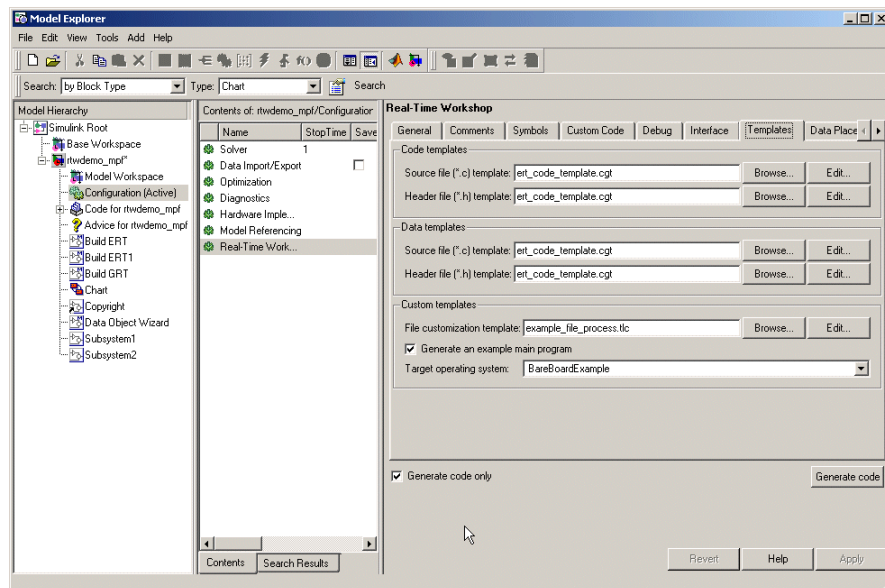 Model Explorer
File Edit View Tools Add Help
Search: by Block Type Type: Chart Search
Model Hierarchy
Simulink Root
Base Workspace
rtwdemo_mpf*
Model Workspace
Configuration (Active)
Code for rtwdemo_mpf
Advice for rtwdemo_mpf
Build ERT
Build ERT1
Build GRT
Chart
Copyright
Data Object Wizard
Subsystem1
Subsystem2
Contents of: rtwdemo_mpf/Configuration
Name StopTime Save
Solver 1
Data Import/Export
Optimization
Diagnostics
Hardware Imple...
Model Referencing
Real-Time Work...
Contents Search Results
Real-Time Workshop
General Comments Symbols Custom Code Debug Interface Templates Data Place
Code templates
Source file (*.c) template: ert_code_template.cgt Browse... Edit...
Header file (*.h) template: ert_code_template.cgt Browse... Edit...
Data templates
Source file (*.c) template: ert_code_template.cgt Browse... Edit...
Header file (*.h) template: ert_code_template.cgt Browse... Edit...
Custom templates
File customization template: example_file_process.tlc Browse... Edit...
Generate an example main program
Target operating system: BareBoardExample
Generate code only Generate code
Revert Help Apply